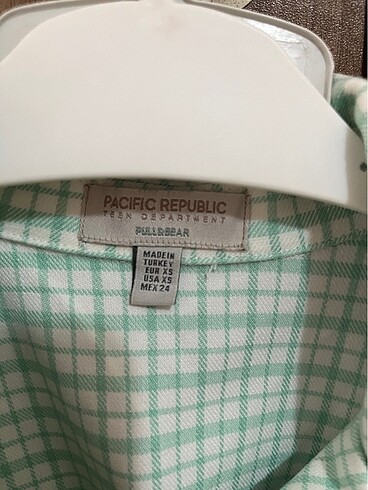 PACIFIC REPUBLIC
TEEN DEPARTMENT
PULL&BEAR
MADE IN
TURKEY
EUR XS
USA XS
MEX 24